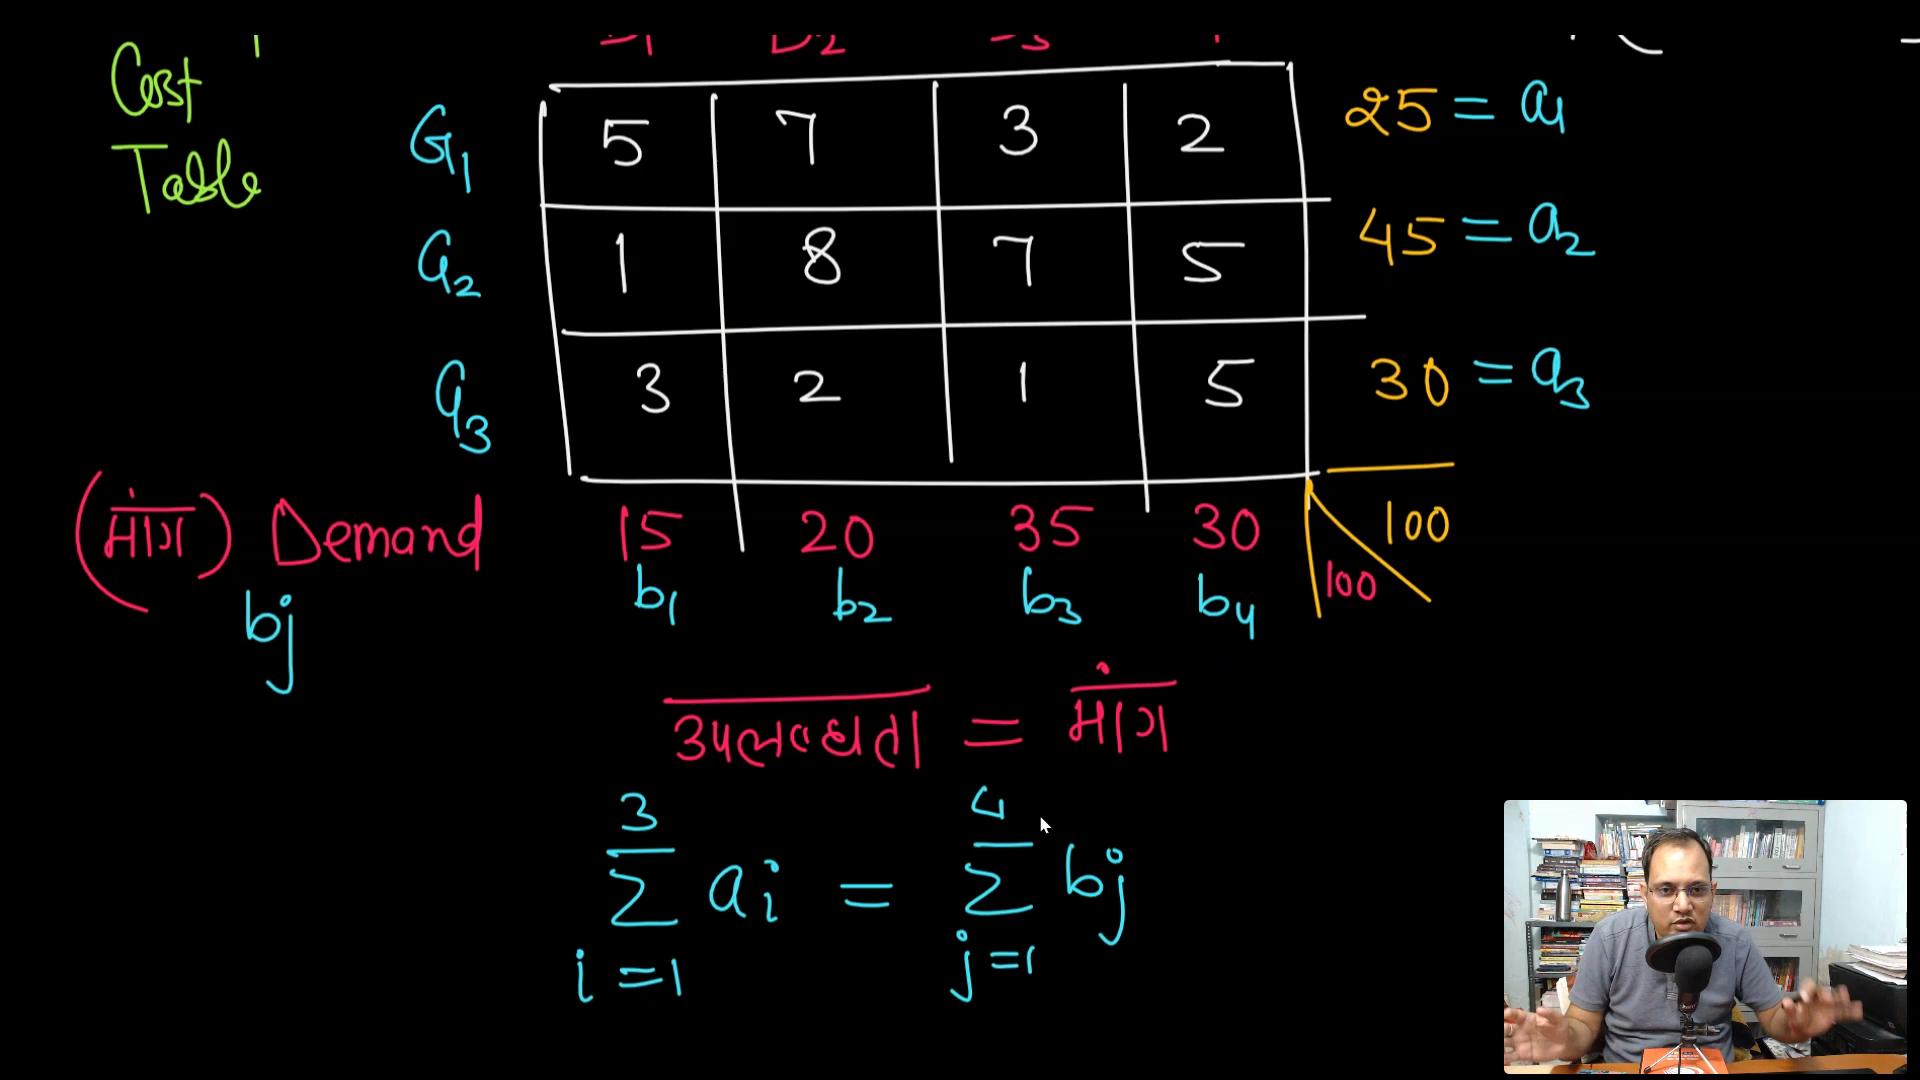 Cost
Table
G1 5 7 3 2 25 = a1
G2 1 8 7 5 45 = a2
G3 3 2 1 5 30 = a3
(मांग) Demand 15 20 35 30 100
bj b1 b2 b3 b4 100
उपलब्धता = मांग
3 4
Σ ai = Σ bj
i=1 j=1